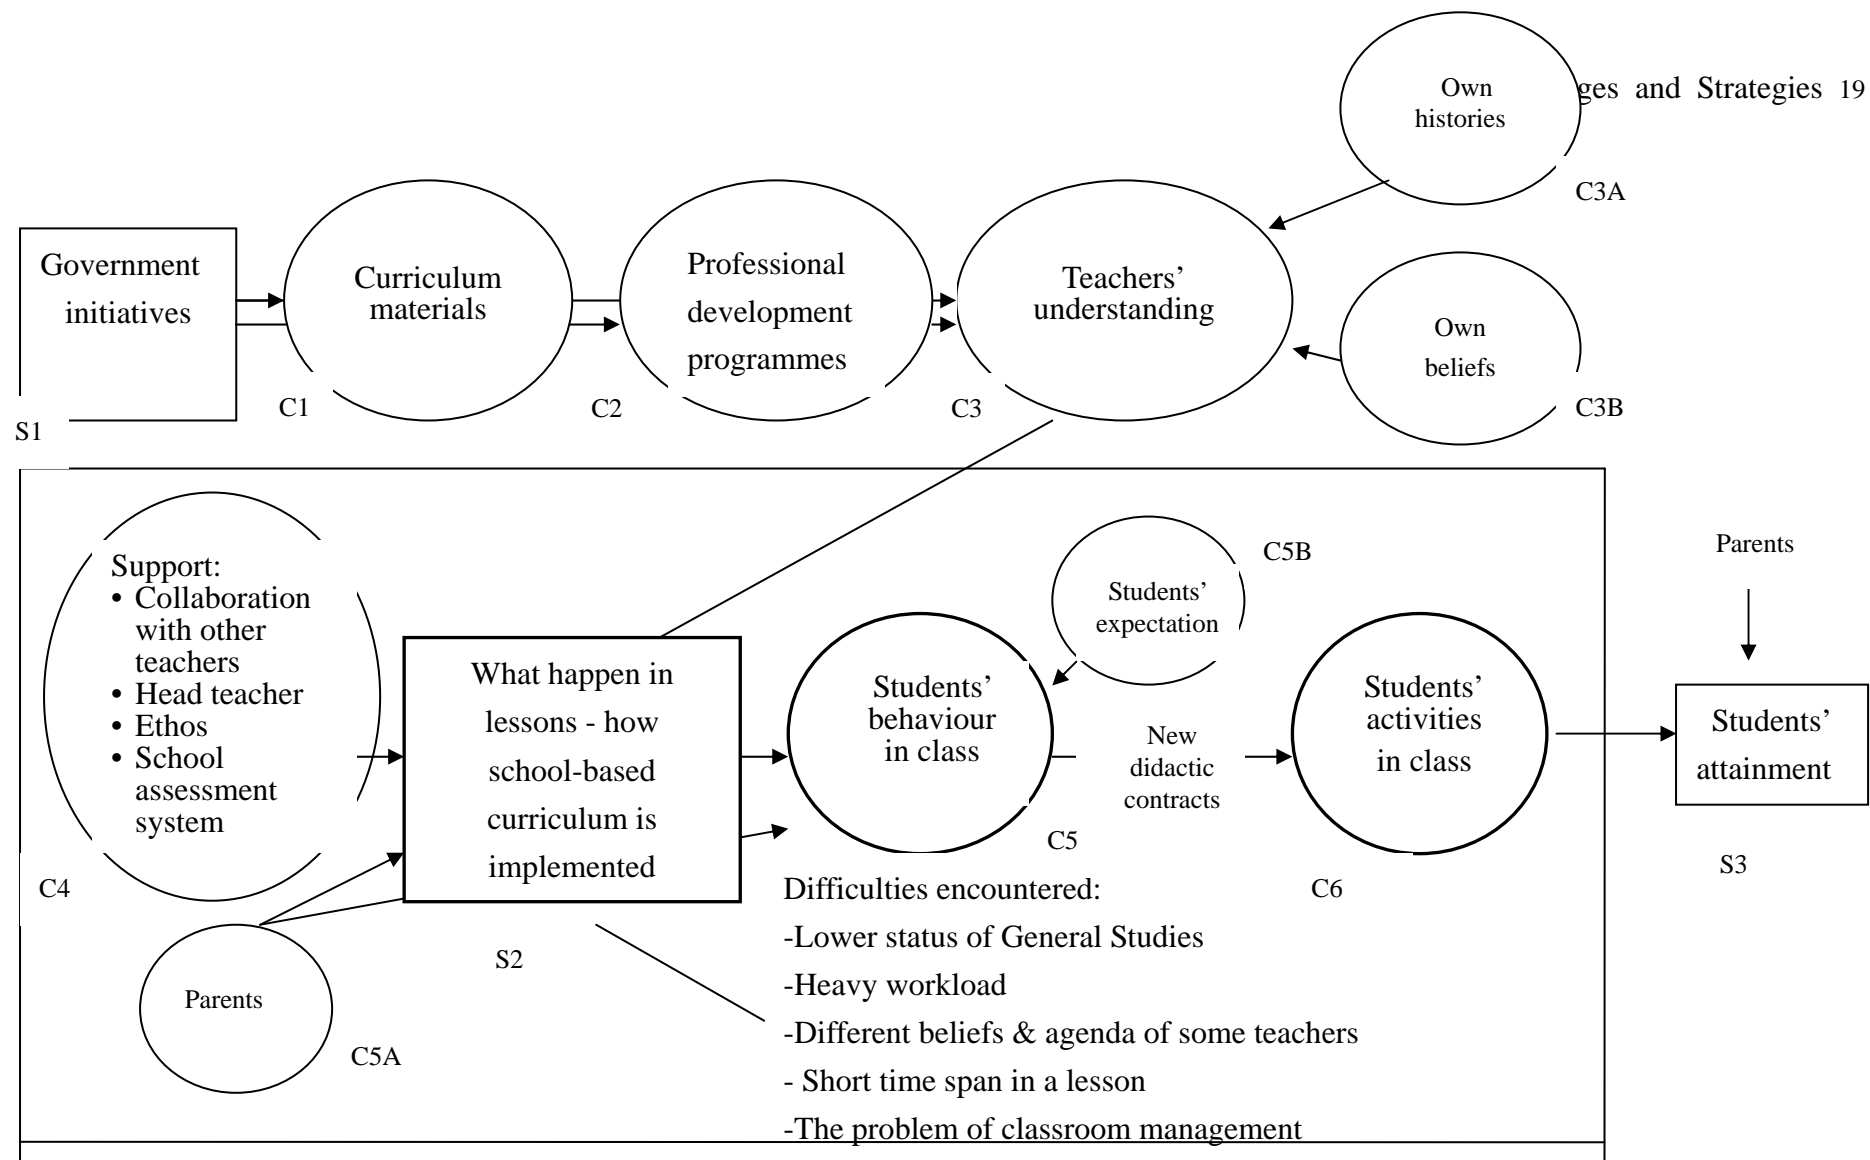 Own
histories
ges and Strategies 19
C3A
Government
initiatives
S1
Curriculum
materials
C1
Professional
development
programmes
C2
Teachers’
understanding
C3
Own
beliefs
C3B
Support:
• Collaboration
with other
teachers
• Head teacher
• Ethos
• School
assessment
system
C4
What happen in
lessons - how
school-based
curriculum is
implemented
S2
Students’
behaviour
in class
C5
Students’
expectation
C5B
New
didactic
contracts
Students’
activities
in class
C6
Parents
Students’
attainment
S3
Parents
C5A
Difficulties encountered:
-Lower status of General Studies
-Heavy workload
-Different beliefs & agenda of some teachers
- Short time span in a lesson
-The problem of classroom management